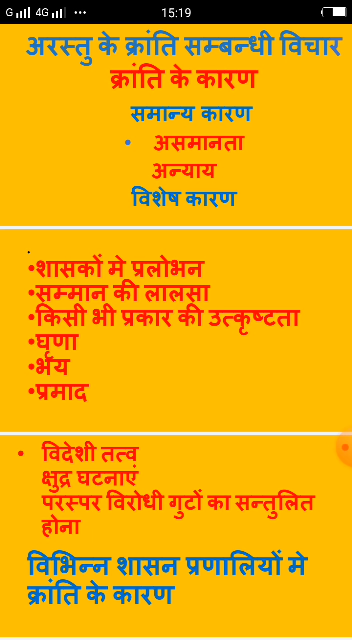 G 4G ••• 15:19
अरस्तु के क्रांति सम्बन्धी विचार
क्रांति के कारण
समान्य कारण
• असमानता
अन्याय
विशेष कारण
•शासकों मे प्रलोभन
•सम्मान की लालसा
•किसी भी प्रकार की उत्कृष्टता
•घृणा
•भय
•प्रमाद
• विदेशी तत्व
क्षुद्र घटनाएं
परस्पर विरोधी गुटों का सन्तुलित
होना
विभिन्न शासन प्रणालियों मे
क्रांति के कारण